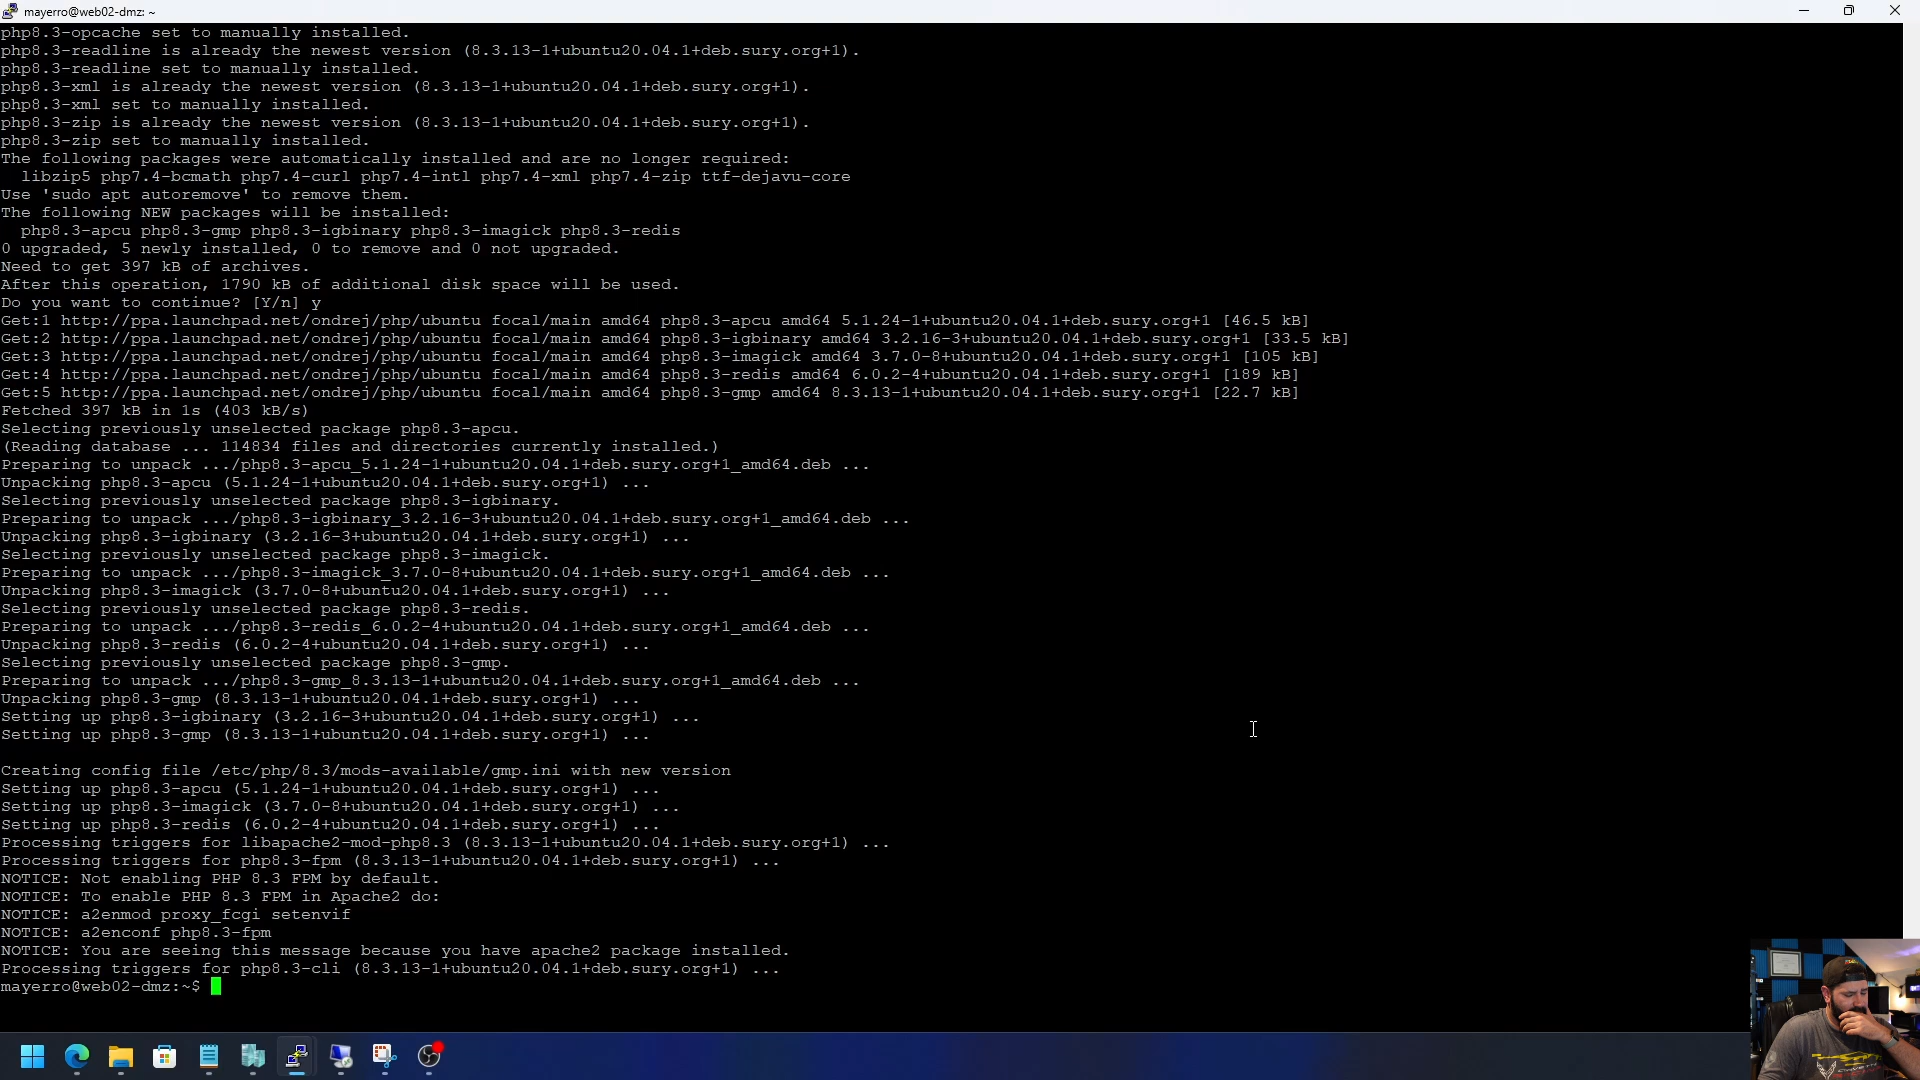 mayerro@web02-dmz: ~
php8.3-opcache set to manually installed.
php8.3-readline is already the newest version (8.3.13-1+ubuntu20.04.1+deb.sury.org+1).
php8.3-readline set to manually installed.
php8.3-xml is already the newest version (8.3.13-1+ubuntu20.04.1+deb.sury.org+1).
php8.3-xml set to manually installed.
php8.3-zip is already the newest version (8.3.13-1+ubuntu20.04.1+deb.sury.org+1).
php8.3-zip set to manually installed.
The following packages were automatically installed and are no longer required:
  libzip5 php7.4-bcmath php7.4-curl php7.4-intl php7.4-xml php7.4-zip ttf-dejavu-core
Use 'sudo apt autoremove' to remove them.
The following NEW packages will be installed:
  php8.3-apcu php8.3-gmp php8.3-igbinary php8.3-imagick php8.3-redis
0 upgraded, 5 newly installed, 0 to remove and 0 not upgraded.
Need to get 397 kB of archives.
After this operation, 1790 kB of additional disk space will be used.
Do you want to continue? [Y/n] y
Get:1 http://ppa.launchpad.net/ondrej/php/ubuntu focal/main amd64 php8.3-apcu amd64 5.1.24-1+ubuntu20.04.1+deb.sury.org+1 [46.5 kB]
Get:2 http://ppa.launchpad.net/ondrej/php/ubuntu focal/main amd64 php8.3-igbinary amd64 3.2.16-3+ubuntu20.04.1+deb.sury.org+1 [33.5 kB]
Get:3 http://ppa.launchpad.net/ondrej/php/ubuntu focal/main amd64 php8.3-imagick amd64 3.7.0-8+ubuntu20.04.1+deb.sury.org+1 [105 kB]
Get:4 http://ppa.launchpad.net/ondrej/php/ubuntu focal/main amd64 php8.3-redis amd64 6.0.2-4+ubuntu20.04.1+deb.sury.org+1 [189 kB]
Get:5 http://ppa.launchpad.net/ondrej/php/ubuntu focal/main amd64 php8.3-gmp amd64 8.3.13-1+ubuntu20.04.1+deb.sury.org+1 [22.7 kB]
Fetched 397 kB in 1s (403 kB/s)
Selecting previously unselected package php8.3-apcu.
(Reading database ... 114834 files and directories currently installed.)
Preparing to unpack .../php8.3-apcu_5.1.24-1+ubuntu20.04.1+deb.sury.org+1_amd64.deb ...
Unpacking php8.3-apcu (5.1.24-1+ubuntu20.04.1+deb.sury.org+1) ...
Selecting previously unselected package php8.3-igbinary.
Preparing to unpack .../php8.3-igbinary_3.2.16-3+ubuntu20.04.1+deb.sury.org+1_amd64.deb ...
Unpacking php8.3-igbinary (3.2.16-3+ubuntu20.04.1+deb.sury.org+1) ...
Selecting previously unselected package php8.3-imagick.
Preparing to unpack .../php8.3-imagick_3.7.0-8+ubuntu20.04.1+deb.sury.org+1_amd64.deb ...
Unpacking php8.3-imagick (3.7.0-8+ubuntu20.04.1+deb.sury.org+1) ...
Selecting previously unselected package php8.3-redis.
Preparing to unpack .../php8.3-redis_6.0.2-4+ubuntu20.04.1+deb.sury.org+1_amd64.deb ...
Unpacking php8.3-redis (6.0.2-4+ubuntu20.04.1+deb.sury.org+1) ...
Selecting previously unselected package php8.3-gmp.
Preparing to unpack .../php8.3-gmp_8.3.13-1+ubuntu20.04.1+deb.sury.org+1_amd64.deb ...
Unpacking php8.3-gmp (8.3.13-1+ubuntu20.04.1+deb.sury.org+1) ...
Setting up php8.3-igbinary (3.2.16-3+ubuntu20.04.1+deb.sury.org+1) ...
Setting up php8.3-gmp (8.3.13-1+ubuntu20.04.1+deb.sury.org+1) ...
Creating config file /etc/php/8.3/mods-available/gmp.ini with new version
Setting up php8.3-apcu (5.1.24-1+ubuntu20.04.1+deb.sury.org+1) ...
Setting up php8.3-imagick (3.7.0-8+ubuntu20.04.1+deb.sury.org+1) ...
Setting up php8.3-redis (6.0.2-4+ubuntu20.04.1+deb.sury.org+1) ...
Processing triggers for libapache2-mod-php8.3 (8.3.13-1+ubuntu20.04.1+deb.sury.org+1) ...
Processing triggers for php8.3-fpm (8.3.13-1+ubuntu20.04.1+deb.sury.org+1) ...
NOTICE: Not enabling PHP 8.3 FPM by default.
NOTICE: To enable PHP 8.3 FPM in Apache2 do:
NOTICE: a2enmod proxy_fcgi setenvif
NOTICE: a2enconf php8.3-fpm
NOTICE: You are seeing this message because you have apache2 package installed.
Processing triggers for php8.3-cli (8.3.13-1+ubuntu20.04.1+deb.sury.org+1) ...
mayerro@web02-dmz:~$